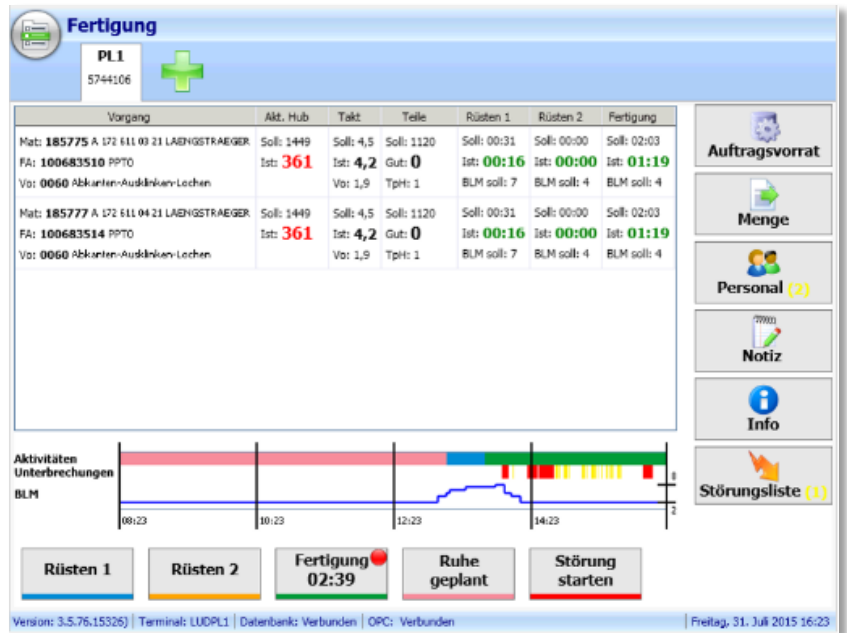 Fertigung
PL1
5744106
Vorgang Akt. Hub Takt Teile Rüsten 1 Rüsten 2 Fertigung
Mat: 185775 A 172 611 03 21 LAENGSTRAEGER Soll: 1449 Soll: 4,5 Soll: 1120 Soll: 00:31 Soll: 00:00 Soll: 02:03
FA: 100683510 PPTO Ist: 361 Ist: 4,2 Gut: 0 Ist: 00:16 Ist: 00:00 Ist: 01:19
Vo: 0060 Abkanten-Ausklinken-Lochen Vo: 1,9 TpH: 1 BLM soll: 7 BLM soll: 4 BLM soll: 4
Mat: 185777 A 172 611 04 21 LAENGSTRAEGER Soll: 1449 Soll: 4,5 Soll: 1120 Soll: 00:31 Soll: 00:00 Soll: 02:03
FA: 100683514 PPTO Ist: 361 Ist: 4,2 Gut: 0 Ist: 00:16 Ist: 00:00 Ist: 01:19
Vo: 0060 Abkanten-Ausklinken-Lochen Vo: 1,9 TpH: 1 BLM soll: 7 BLM soll: 4 BLM soll: 4
Auftragsvorrat
Menge
Personal (2)
Notiz
Info
Störungsliste (1)
Aktivitäten
Unterbrechungen
BLM
8
2
08:23 10:23 12:23 14:23
Rüsten 1
Rüsten 2
Fertigung
02:39
Ruhe
geplant
Störung
starten
Version: 3.5.76.15326) Terminal: LUDPL1 Datenbank: Verbunden OPC: Verbunden Freitag, 31. Juli 2015 16:23